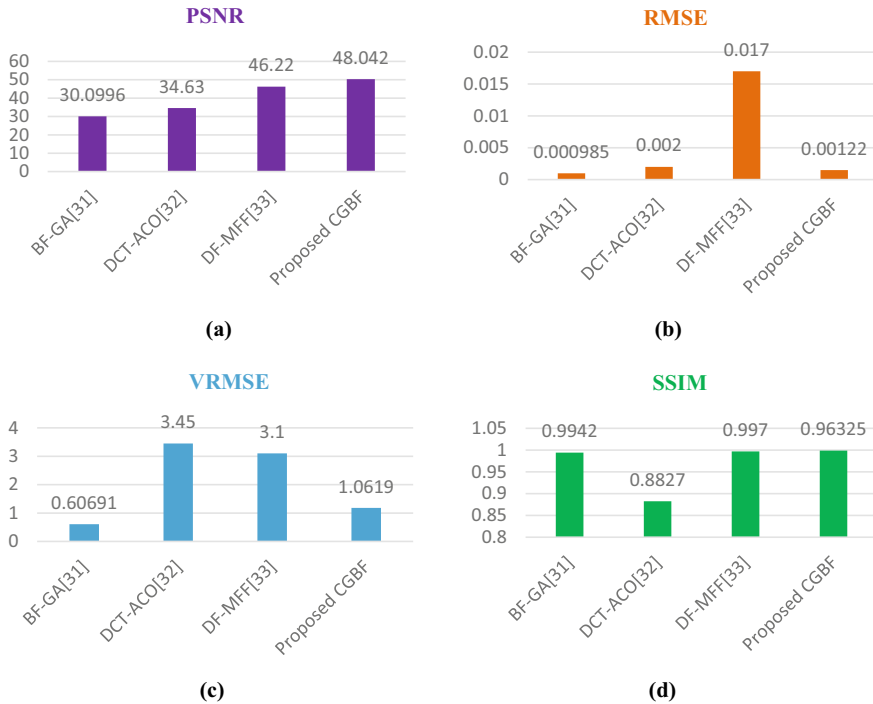 PSNR
60
50
40
30
20
10
0
30.0996
34.63
46.22
48.042
BF-GA[31]
DCT-ACO[32]
DF-MFF[33]
Proposed CGBF
(a)
RMSE
0.02
0.015
0.01
0.005
0
0.000985
0.002
0.017
0.00122
BF-GA[31]
DCT-ACO[32]
DF-MFF[33]
Proposed CGBF
(b)
VRMSE
4
3
2
1
0
0.60691
3.45
3.1
1.0619
BF-GA[31]
DCT-ACO[32]
DF-MFF[33]
Proposed CGBF
(c)
SSIM
1.05
1
0.95
0.9
0.85
0.8
0.9942
0.8827
0.997
0.96325
BF-GA[31]
DCT-ACO[32]
DF-MFF[33]
Proposed CGBF
(d)